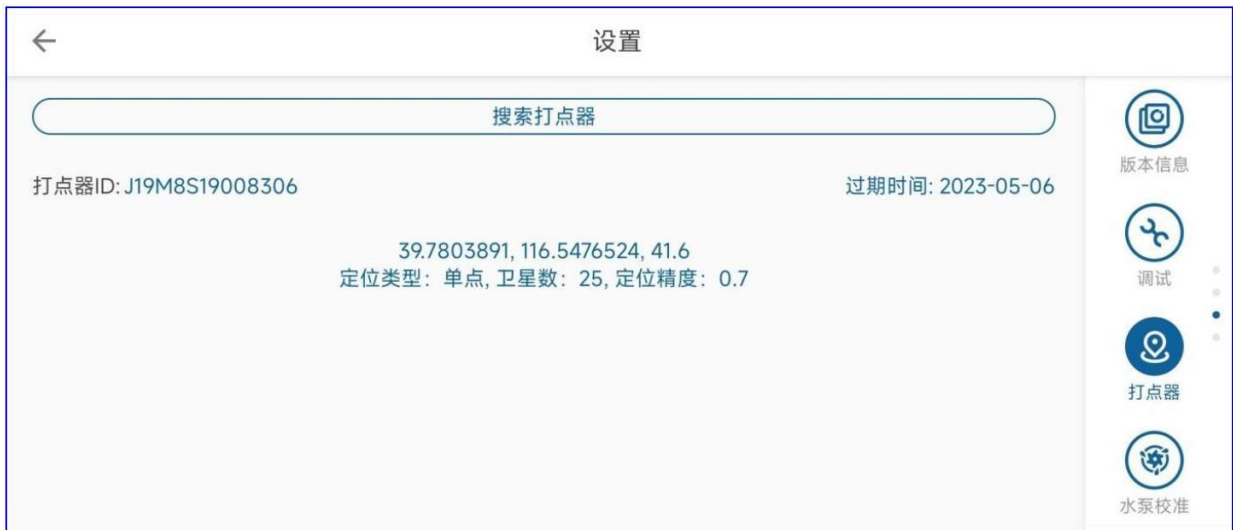 设置
搜索打点器
打点器ID: J19M8S19008306
过期时间: 2023-05-06
39.7803891, 116.5476524, 41.6
定位类型：单点, 卫星数：25, 定位精度：0.7
版本信息
调试
打点器
水泵校准